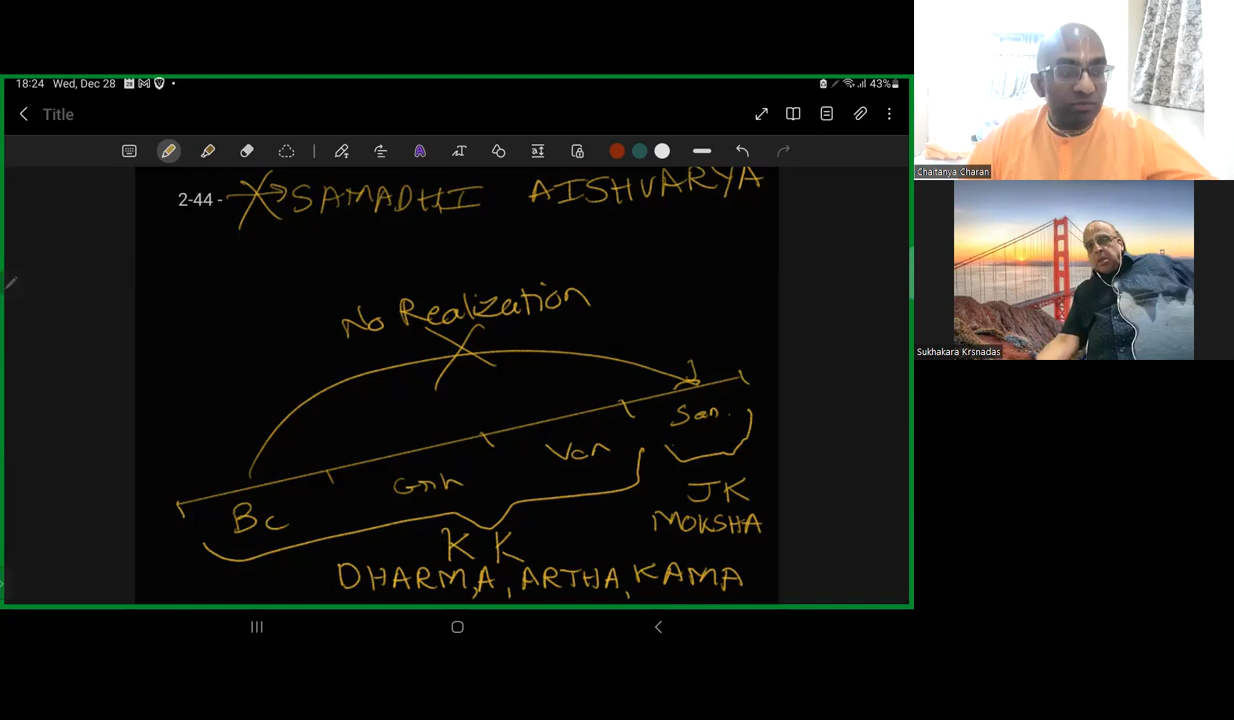 18:24 Wed, Dec 28 43%
Title
2-44 - SAMADHI AISHVARYA
No Realization
San.
Van
Grh
Bc
JK
MOKSHA
K K
DHARMA, ARTHA, KAMA
Chaitanya Charan
Sukhakara Krsnadas